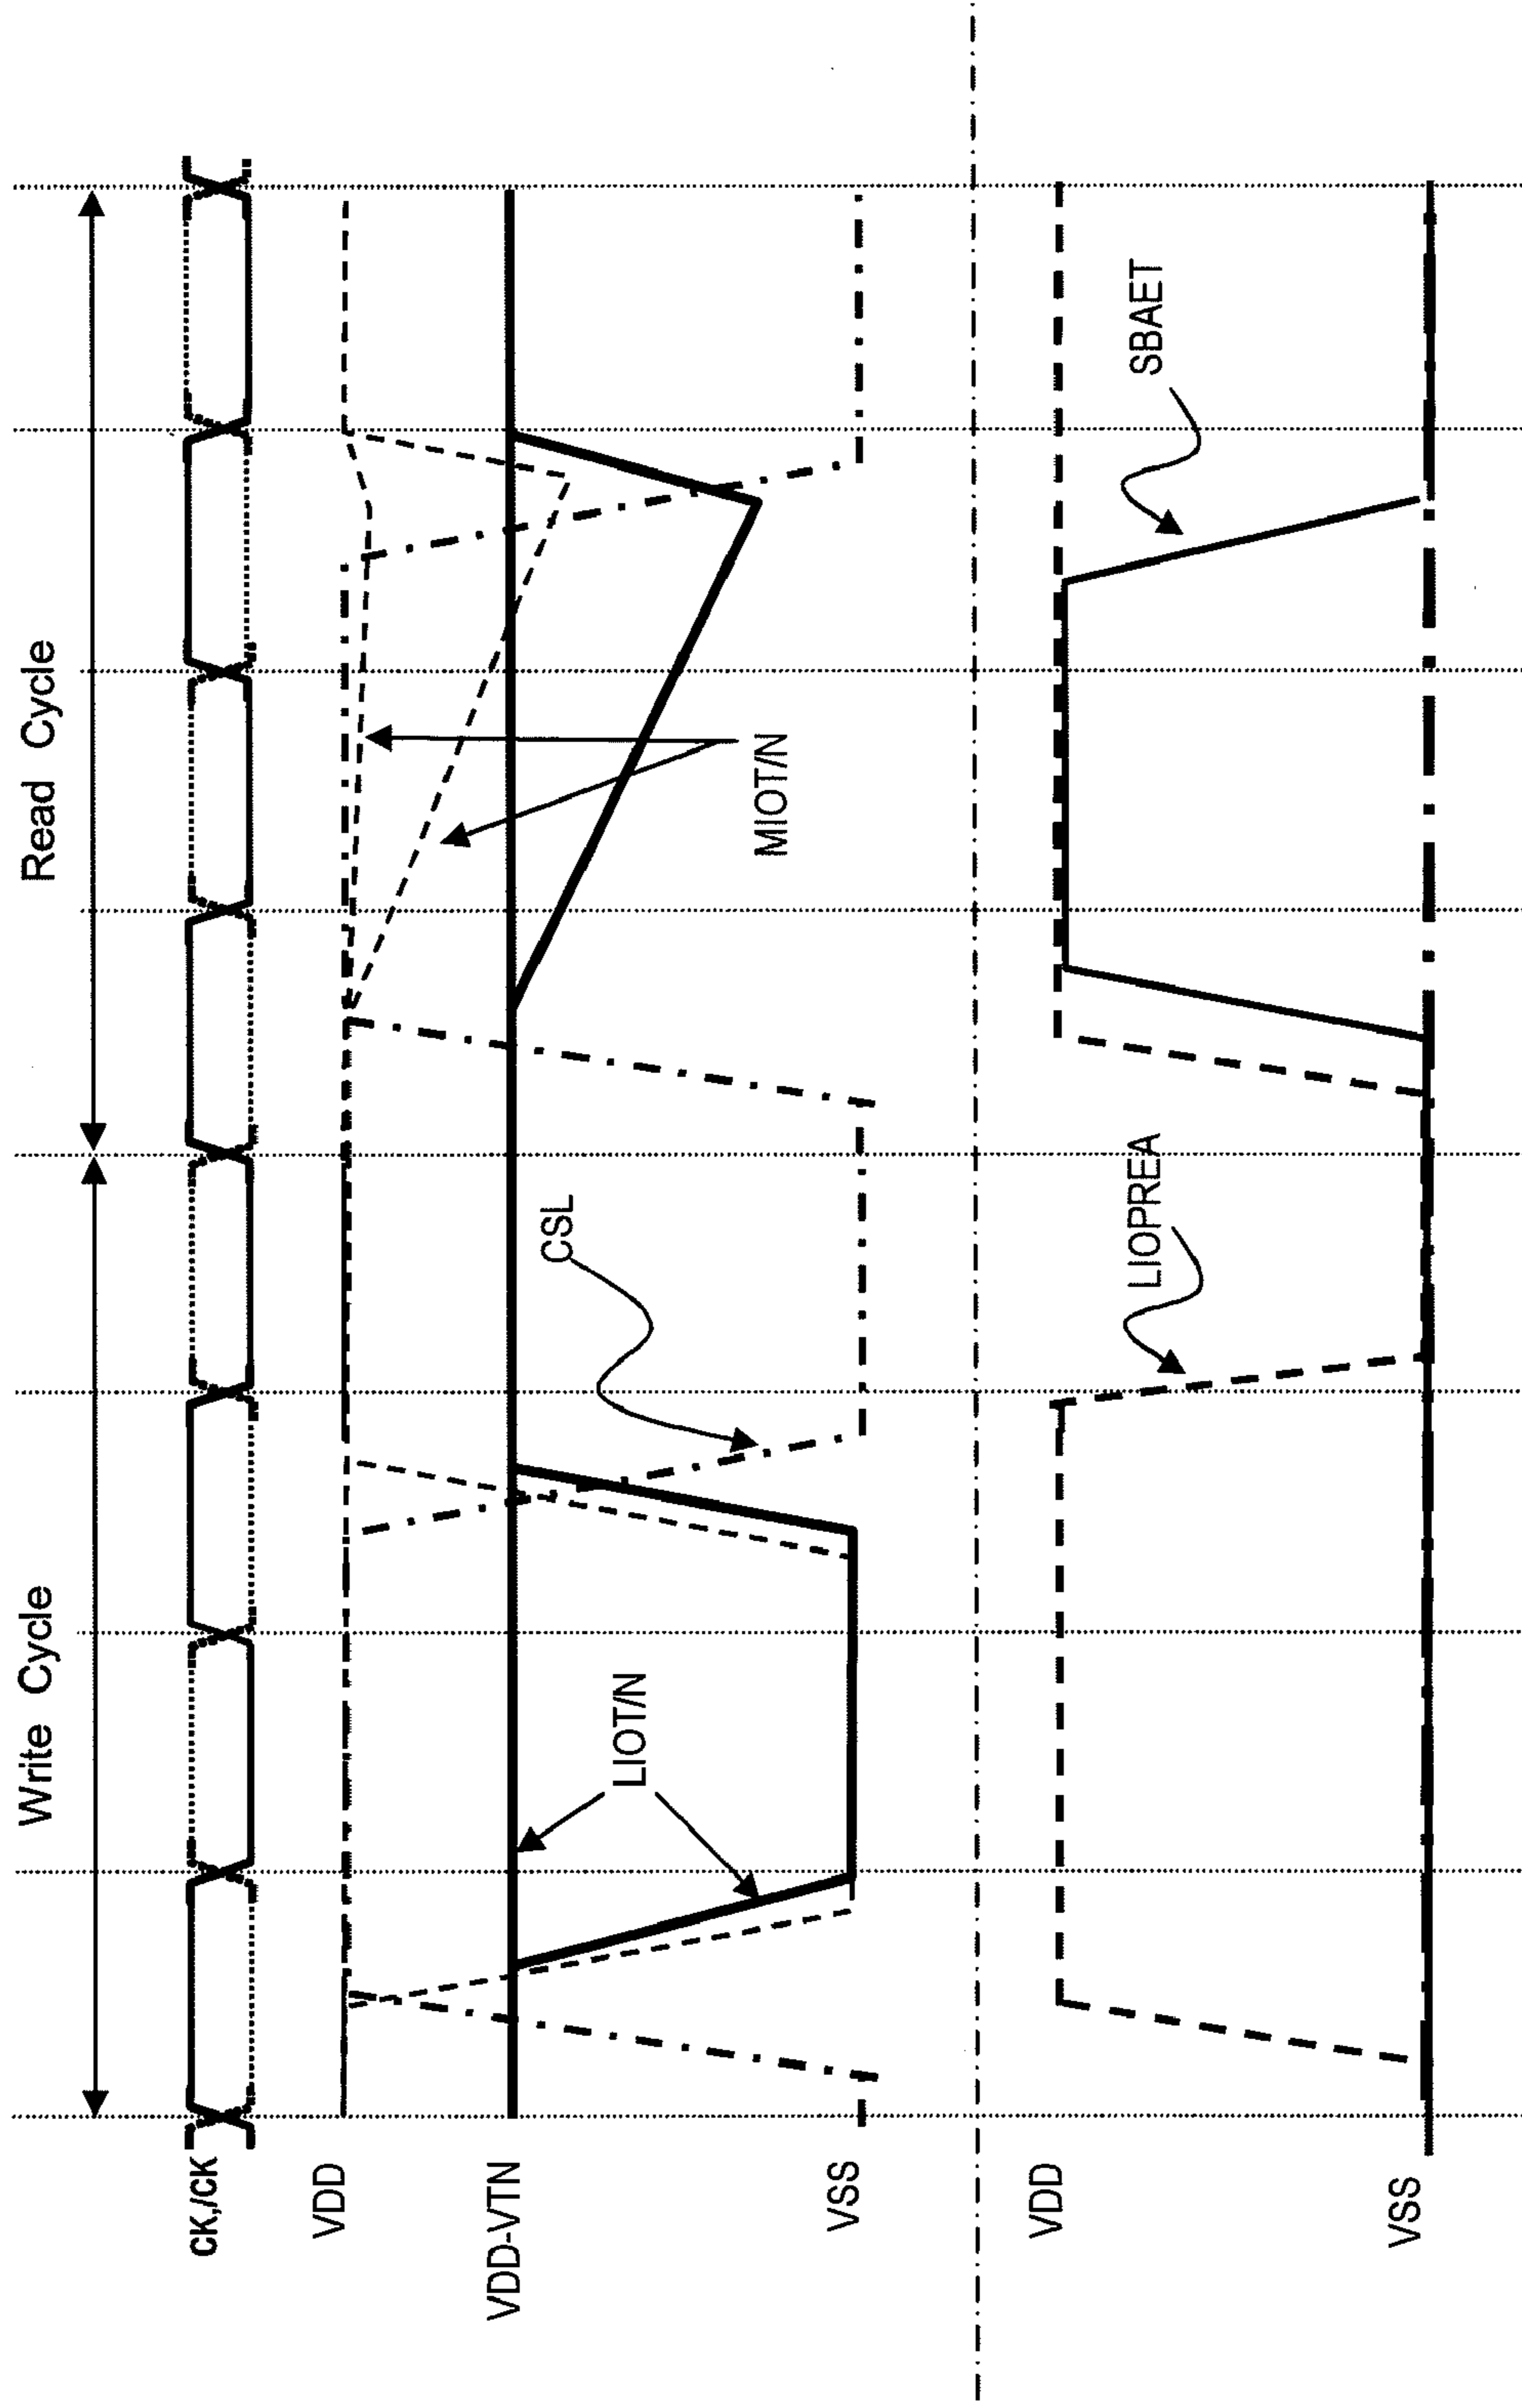 Write Cycle
Read Cycle
CK,/CK
VDD
VDD-VTN
VSS
LIOT/N
CSL
MIOT/N
VDD
VSS
LIOPREA
SBAET